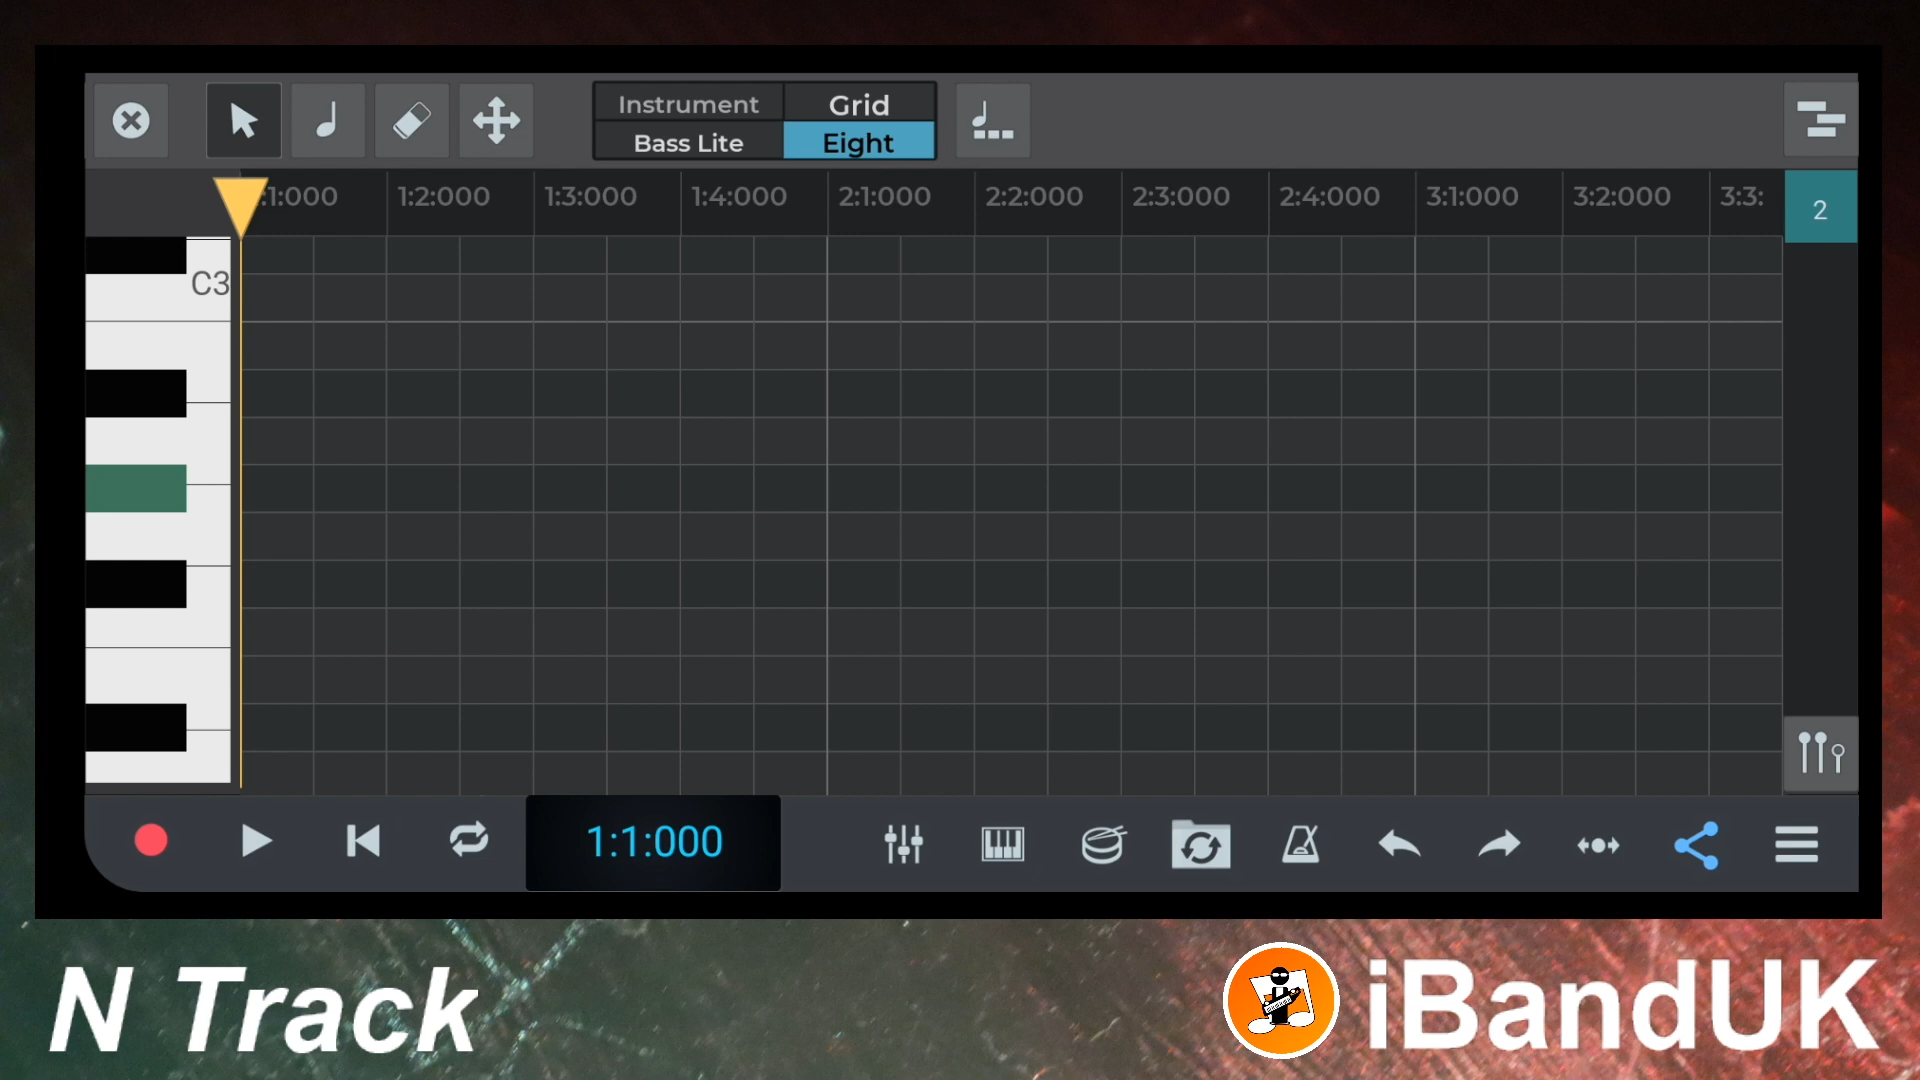 Instrument Grid
Bass Lite Eight
:1:000 1:2:000 1:3:000 1:4:000 2:1:000 2:2:000 2:3:000 2:4:000 3:1:000 3:2:000 3:3: 2
C3
1:1:000
N Track iBandUK